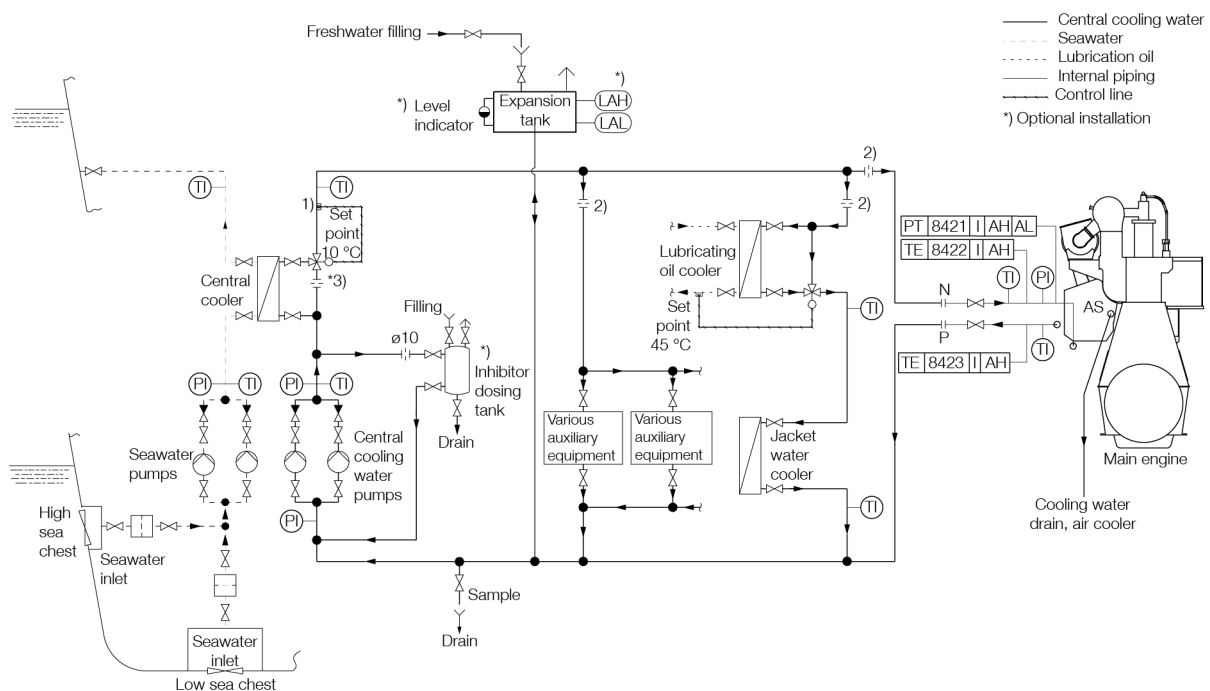 Freshwater filling
*)
Expansion
tank
LAH
LAL
*) Level
indicator
Central cooling water
Seawater
Lubrication oil
Internal piping
Control line
*) Optional installation
TI
TI
1)
Set
point
10 °C
*3)
Central
cooler
2)
2)
2)
Lubricating
oil cooler
Set
point
45 °C
TI
PT 8421 I AH AL
TE 8422 I AH
TI
PI
N
P
AS
TI
TE 8423 I AH
Main engine
Cooling water
drain, air cooler
Filling
ø10
*)
Inhibitor
dosing
tank
Drain
PI
TI
PI
TI
Seawater
pumps
Central
cooling
water
pumps
PI
Various
auxiliary
equipment
Various
auxiliary
equipment
Jacket
water
cooler
TI
High
sea
chest
Seawater
inlet
Seawater
inlet
Low sea chest
Sample
Drain